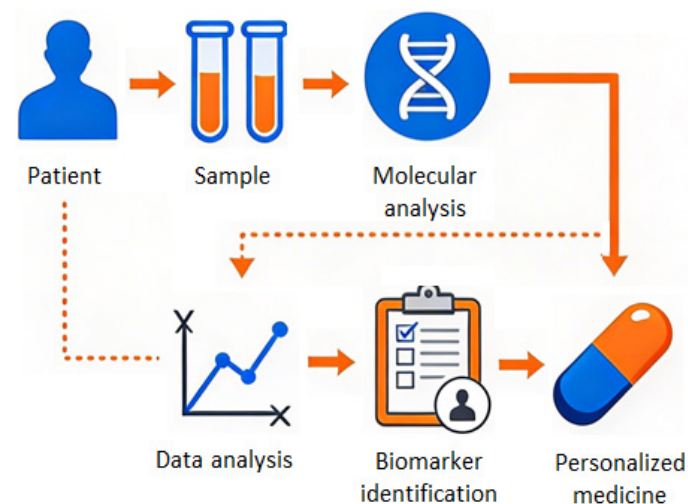 Patient
Sample
Molecular
analysis
Data analysis
Biomarker
identification
Personalized
medicine